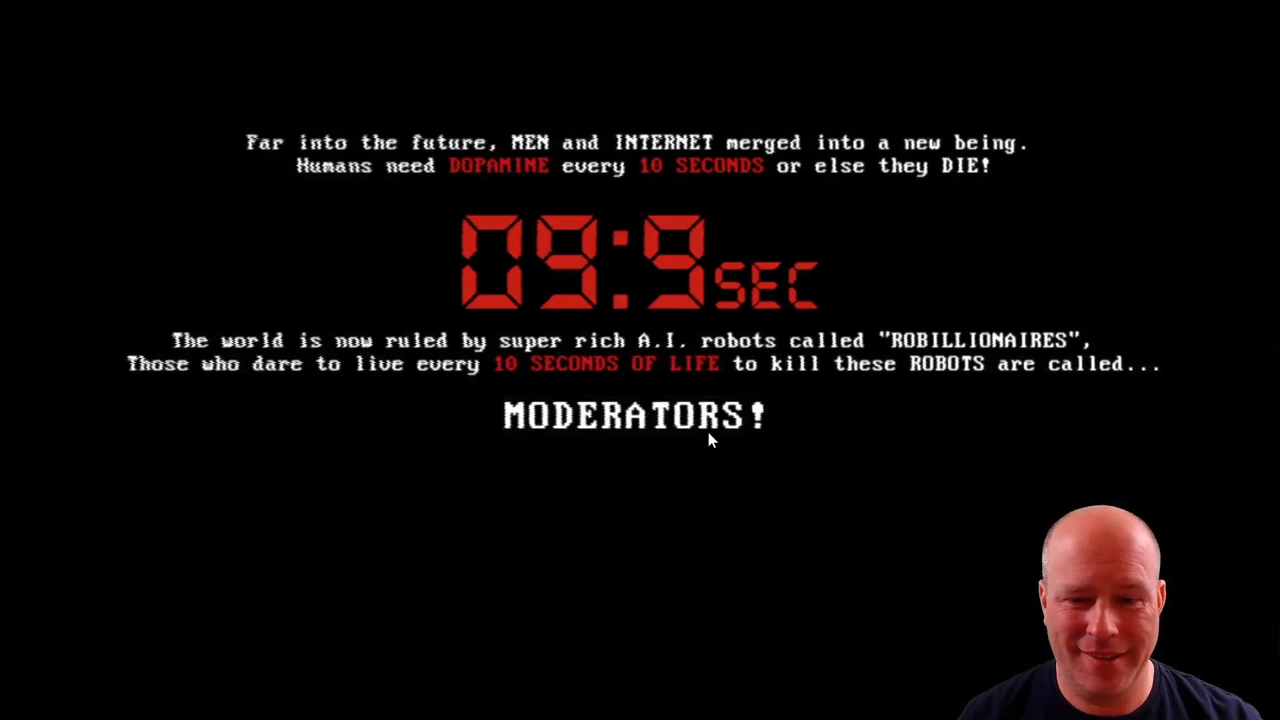 Far into the future, MEN and INTERNET merged into a new being.
Humans need DOPAMINE every 10 SECONDS or else they DIE!
09:9 SEC
The world is now ruled by super rich A.I. robots called "ROBILLIONAIRES",
Those who dare to live every 10 SECONDS OF LIFE to kill these ROBOTS are called...
MODERATORS!